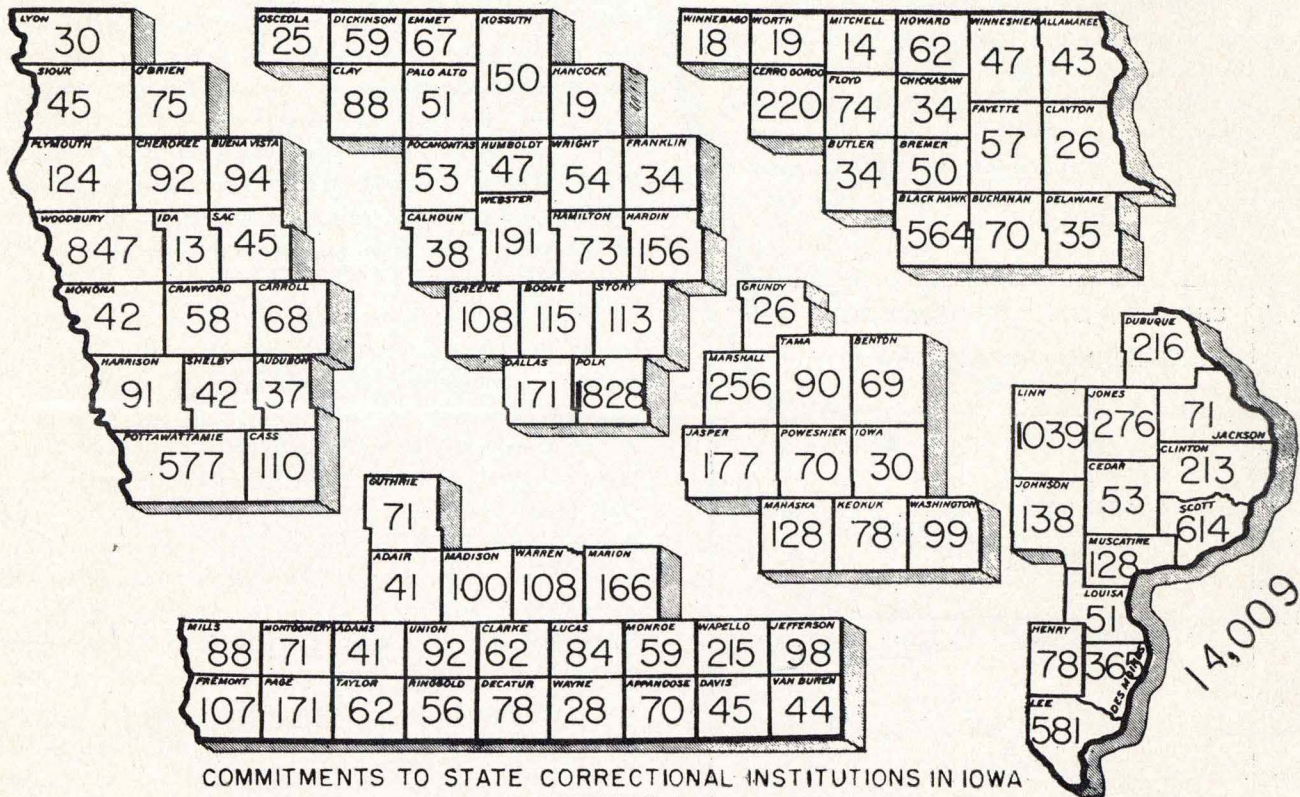 LYON
30
SIOUX O'BRIEN
45 75
PLYMOUTH CHEROKEE BUENA VISTA
124 92 94
WOODBURY IDA SAC
847 13 45
MONONA CRAWFORD CARROLL
42 58 68
HARRISON SHELBY AUDUBON
91 42 37
POTTAWATTAMIE CASS
577 110
OSCEOLA DICKINSON EMMET KOSSUTH
25 59 67 150
CLAY PALO ALTO HANCOCK
88 51 19
POCAHONTAS HUMBOLDT WRIGHT FRANKLIN
53 47 54 34
CALHOUN WEBSTER HAMILTON HARDIN
38 191 73 156
GREENE BOONE STORY
108 115 113
DALLAS POLK
171 1828
WINNEBAGO WORTH MITCHELL HOWARD WINNESHIEK ALLAMAKEE
18 19 14 62 47 43
CERRO GORDO FLOYD CHICKASAW
220 74 34
FAYETTE CLAYTON
57 26
BUTLER BREMER
34 50
BLACK HAWK BUCHANAN DELAWARE
564 70 35
GRUNDY
26
MARSHALL TAMA BENTON
256 90 69
JASPER POWESHIEK IOWA
177 70 30
MAHASKA KEOKUK WASHINGTON
128 78 99
DUBUQUE
216
LINN JONES
1039 276 71
JACKSON
CLINTON
213
CEDAR
53
JOHNSON SCOTT
138 614
MUSCATIRE
128
LOUISA
51
HENRY
78 36
DES MOINES
LEE
581
14,009
GUTHRIE
71
ADAIR MADISON WARREN MARION
41 100 108 166
MILLS MONTGOMERY ADAMS UNION CLARKE LUCAS MONROE WAPELLO JEFFERSON
88 71 41 92 62 84 59 215 98
FREMONT PAGE TAYLOR RINGGOLD DECATUR WAYNE APPANOOSE DAVIS VAN BUREN
107 171 62 56 78 28 70 45 44
COMMITMENTS TO STATE CORRECTIONAL INSTITUTIONS IN IOWA